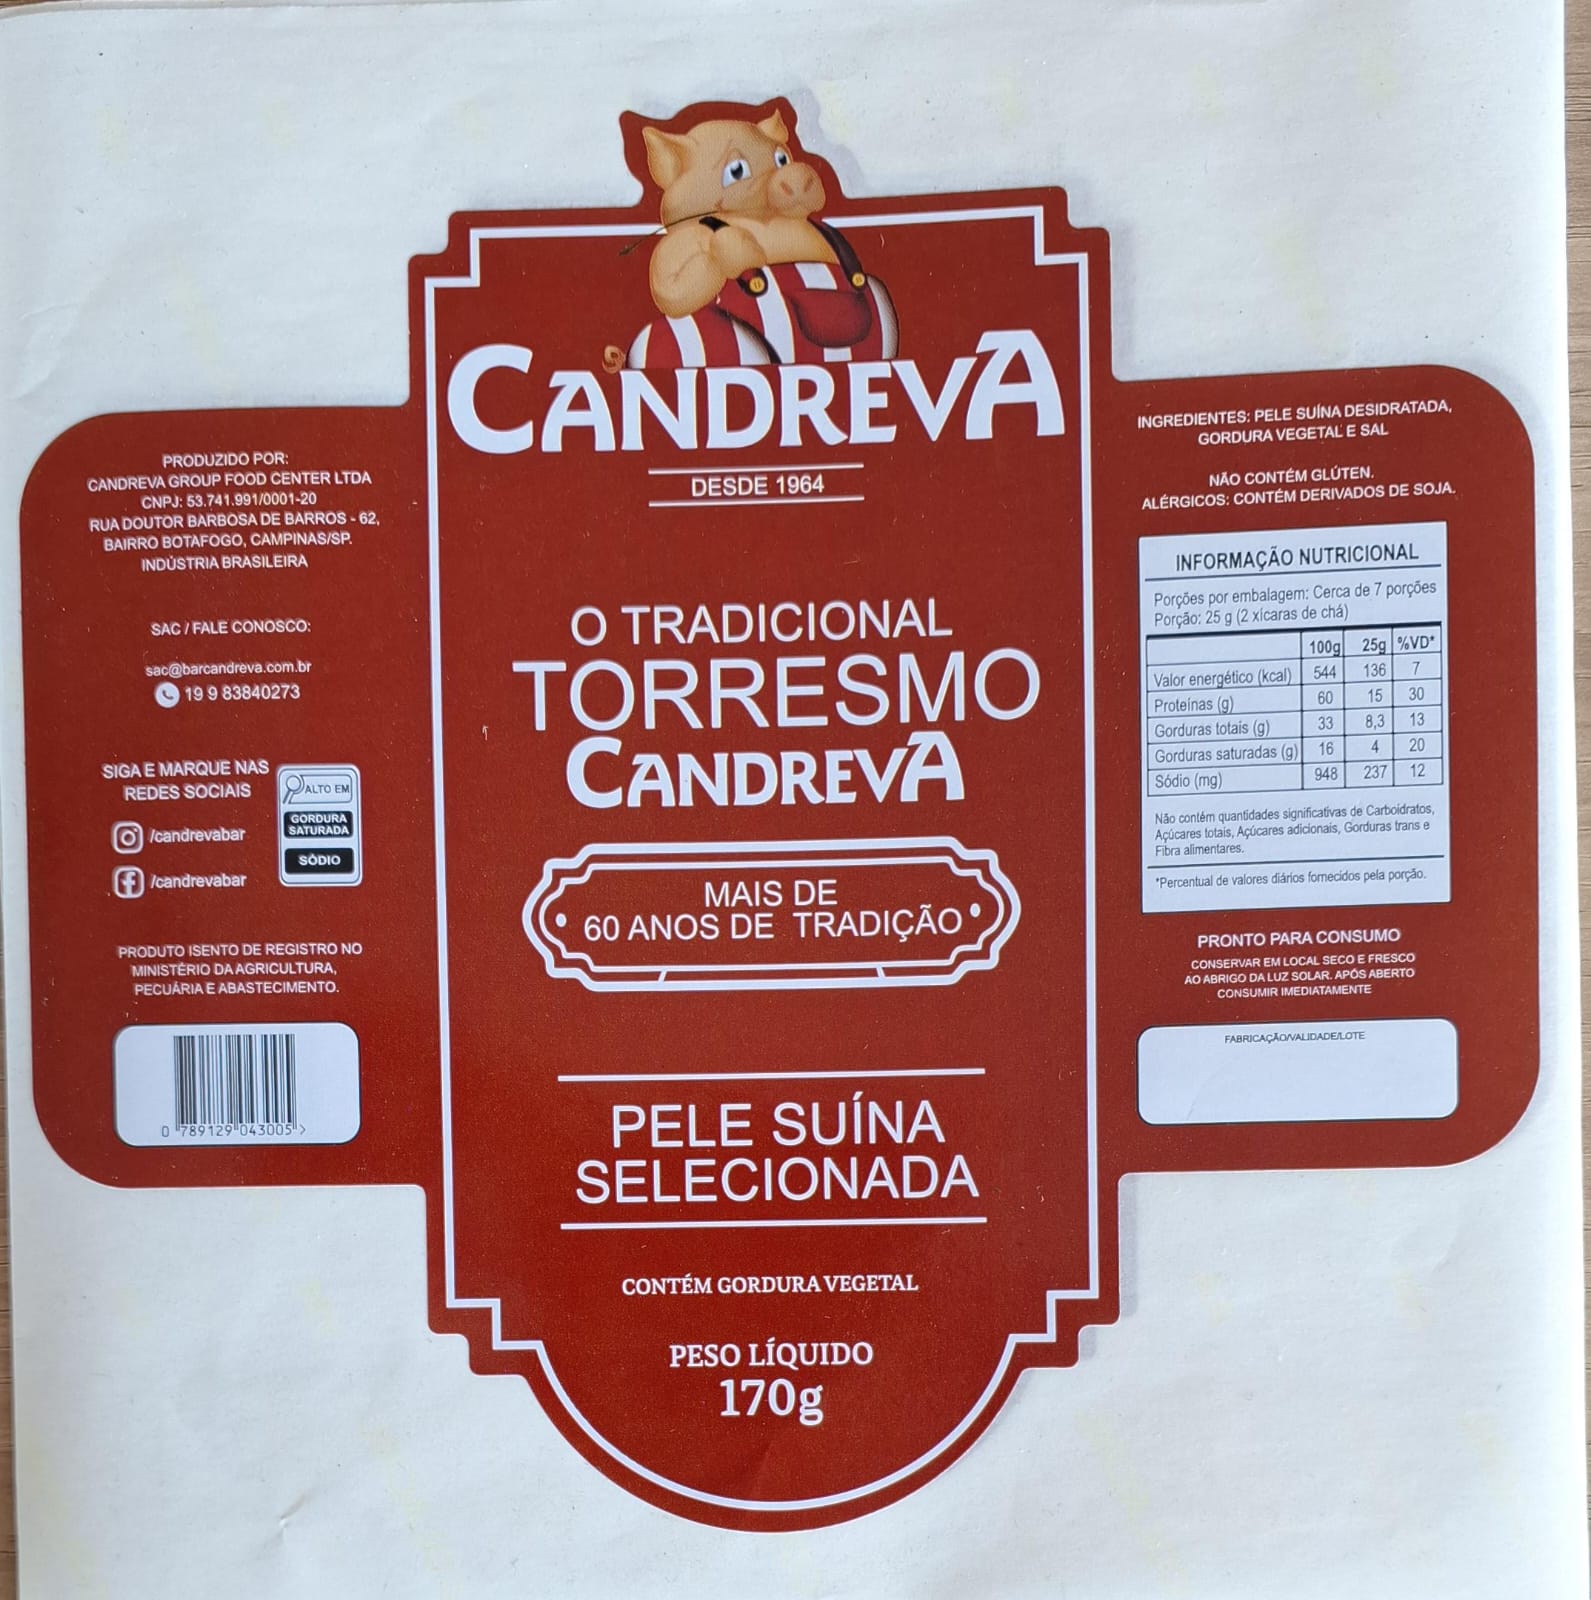 CANDREVA
DESDE 1964
O TRADICIONAL
TORRESMO
CANDREVA
MAIS DE
60 ANOS DE TRADIÇÃO
PELE SUÍNA
SELECIONADA
CONTÉM GORDURA VEGETAL
PESO LÍQUIDO
170g
PRODUZIDO POR:
CANDREVA GROUP FOOD CENTER LTDA
CNPJ: 53.741.991/0001-20
RUA DOUTOR BARBOSA DE BARROS - 62,
BAIRRO BOTAFOGO, CAMPINAS/SP.
INDÚSTRIA BRASILEIRA
SAC / FALE CONOSCO:
sac@barcandreva.com.br
19 9 83840273
SIGA E MARQUE NAS
REDES SOCIAIS
/candrevabar
/candrevabar
ALTO EM
GORDURA
SATURADA
SÓDIO
PRODUTO ISENTO DE REGISTRO NO
MINISTÉRIO DA AGRICULTURA,
PECUÁRIA E ABASTECIMENTO.
0 789129 043005 >
INGREDIENTES: PELE SUÍNA DESIDRATADA,
GORDURA VEGETAL E SAL
NÃO CONTÉM GLÚTEN.
ALÉRGICOS: CONTÉM DERIVADOS DE SOJA.
INFORMAÇÃO NUTRICIONAL
Porções por embalagem: Cerca de 7 porções
Porção: 25 g (2 xícaras de chá)
100g 25g %VD*
Valor energético (kcal) 544 136 7
Proteínas (g) 60 15 30
Gorduras totais (g) 33 8,3 13
Gorduras saturadas (g) 16 4 20
Sódio (mg) 948 237 12
Não contém quantidades significativas de Carboidratos,
Açúcares totais, Açúcares adicionais, Gorduras trans e
Fibra alimentares.
*Percentual de valores diários fornecidos pela porção.
PRONTO PARA CONSUMO
CONSERVAR EM LOCAL SECO E FRESCO
AO ABRIGO DA LUZ SOLAR. APÓS ABERTO
CONSUMIR IMEDIATAMENTE
FABRICAÇÃO/VALIDADE/LOTE